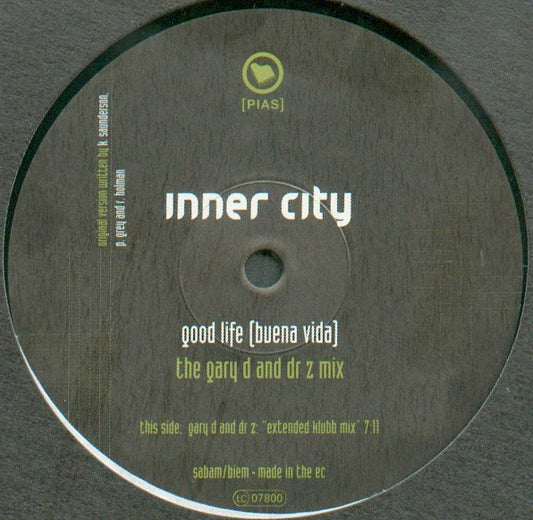 [PIAS]
original version written by k. saunderson,
p. grey and r. holman
inner city
good life (buena vida)
the gary d and dr z mix
this side: gary d and dr z: "extended klubb mix" 7:11
sabam/biem - made in the ec
LC 07800